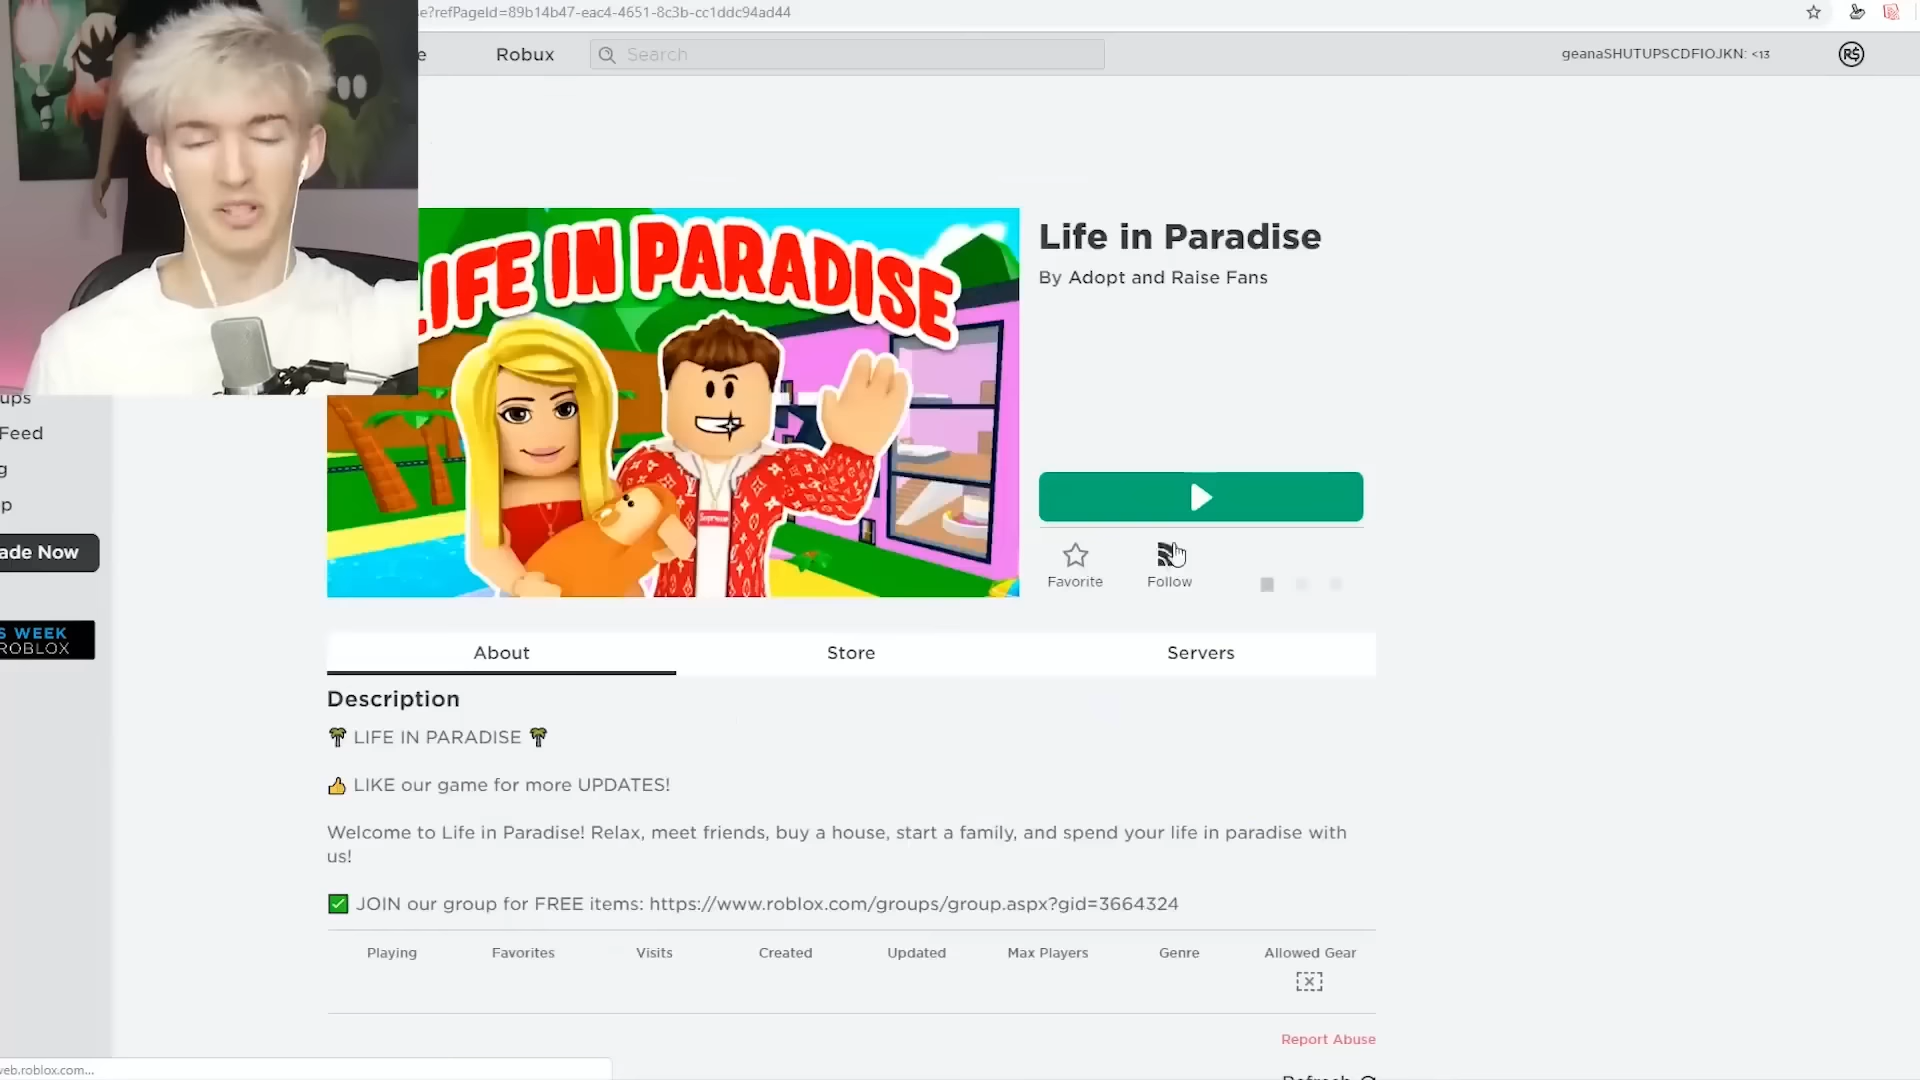 e?refPageId=89b14b47-eac4-4651-8c3b-cc1ddc94ad44
e Robux Search geanaSHUTUPSCDFIOJKN: <13 R$
LIFE IN PARADISE
Supreme
Life in Paradise
By Adopt and Raise Fans
ups
Feed
g
p
ade Now
S WEEK
ROBLOX
Favorite Follow
About Store Servers
Description
🌴 LIFE IN PARADISE 🌴
👍 LIKE our game for more UPDATES!
Welcome to Life in Paradise! Relax, meet friends, buy a house, start a family, and spend your life in paradise with
us!
✅ JOIN our group for FREE items: https://www.roblox.com/groups/group.aspx?gid=3664324
Playing Favorites Visits Created Updated Max Players Genre Allowed Gear
Report Abuse
Refresh
web.roblox.com...